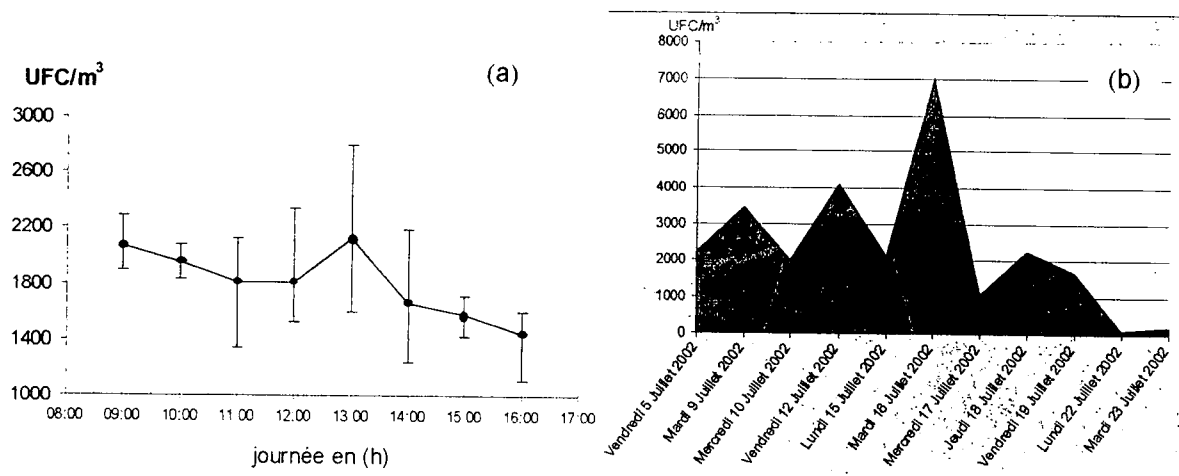 UFC/m³
(a)
3000
2600
2200
1800
1400
1000
08:00 09:00 10:00 11:00 12:00 13:00 14:00 15:00 16:00 17:00
journée en (h)
UFC/m³
(b)
8000
7000
6000
5000
4000
3000
2000
1000
0
Vendredi 5 Juillet 2002
Mardi 9 Juillet 2002
Mercredi 10 Juillet 2002
Vendredi 12 Juillet 2002
Lundi 15 Juillet 2002
Mardi 16 Juillet 2002
Mercredi 17 Juillet 2002
Jeudi 18 Juillet 2002
Vendredi 19 Juillet 2002
Lundi 22 Juillet 2002
Mardi 23 Juillet 2002